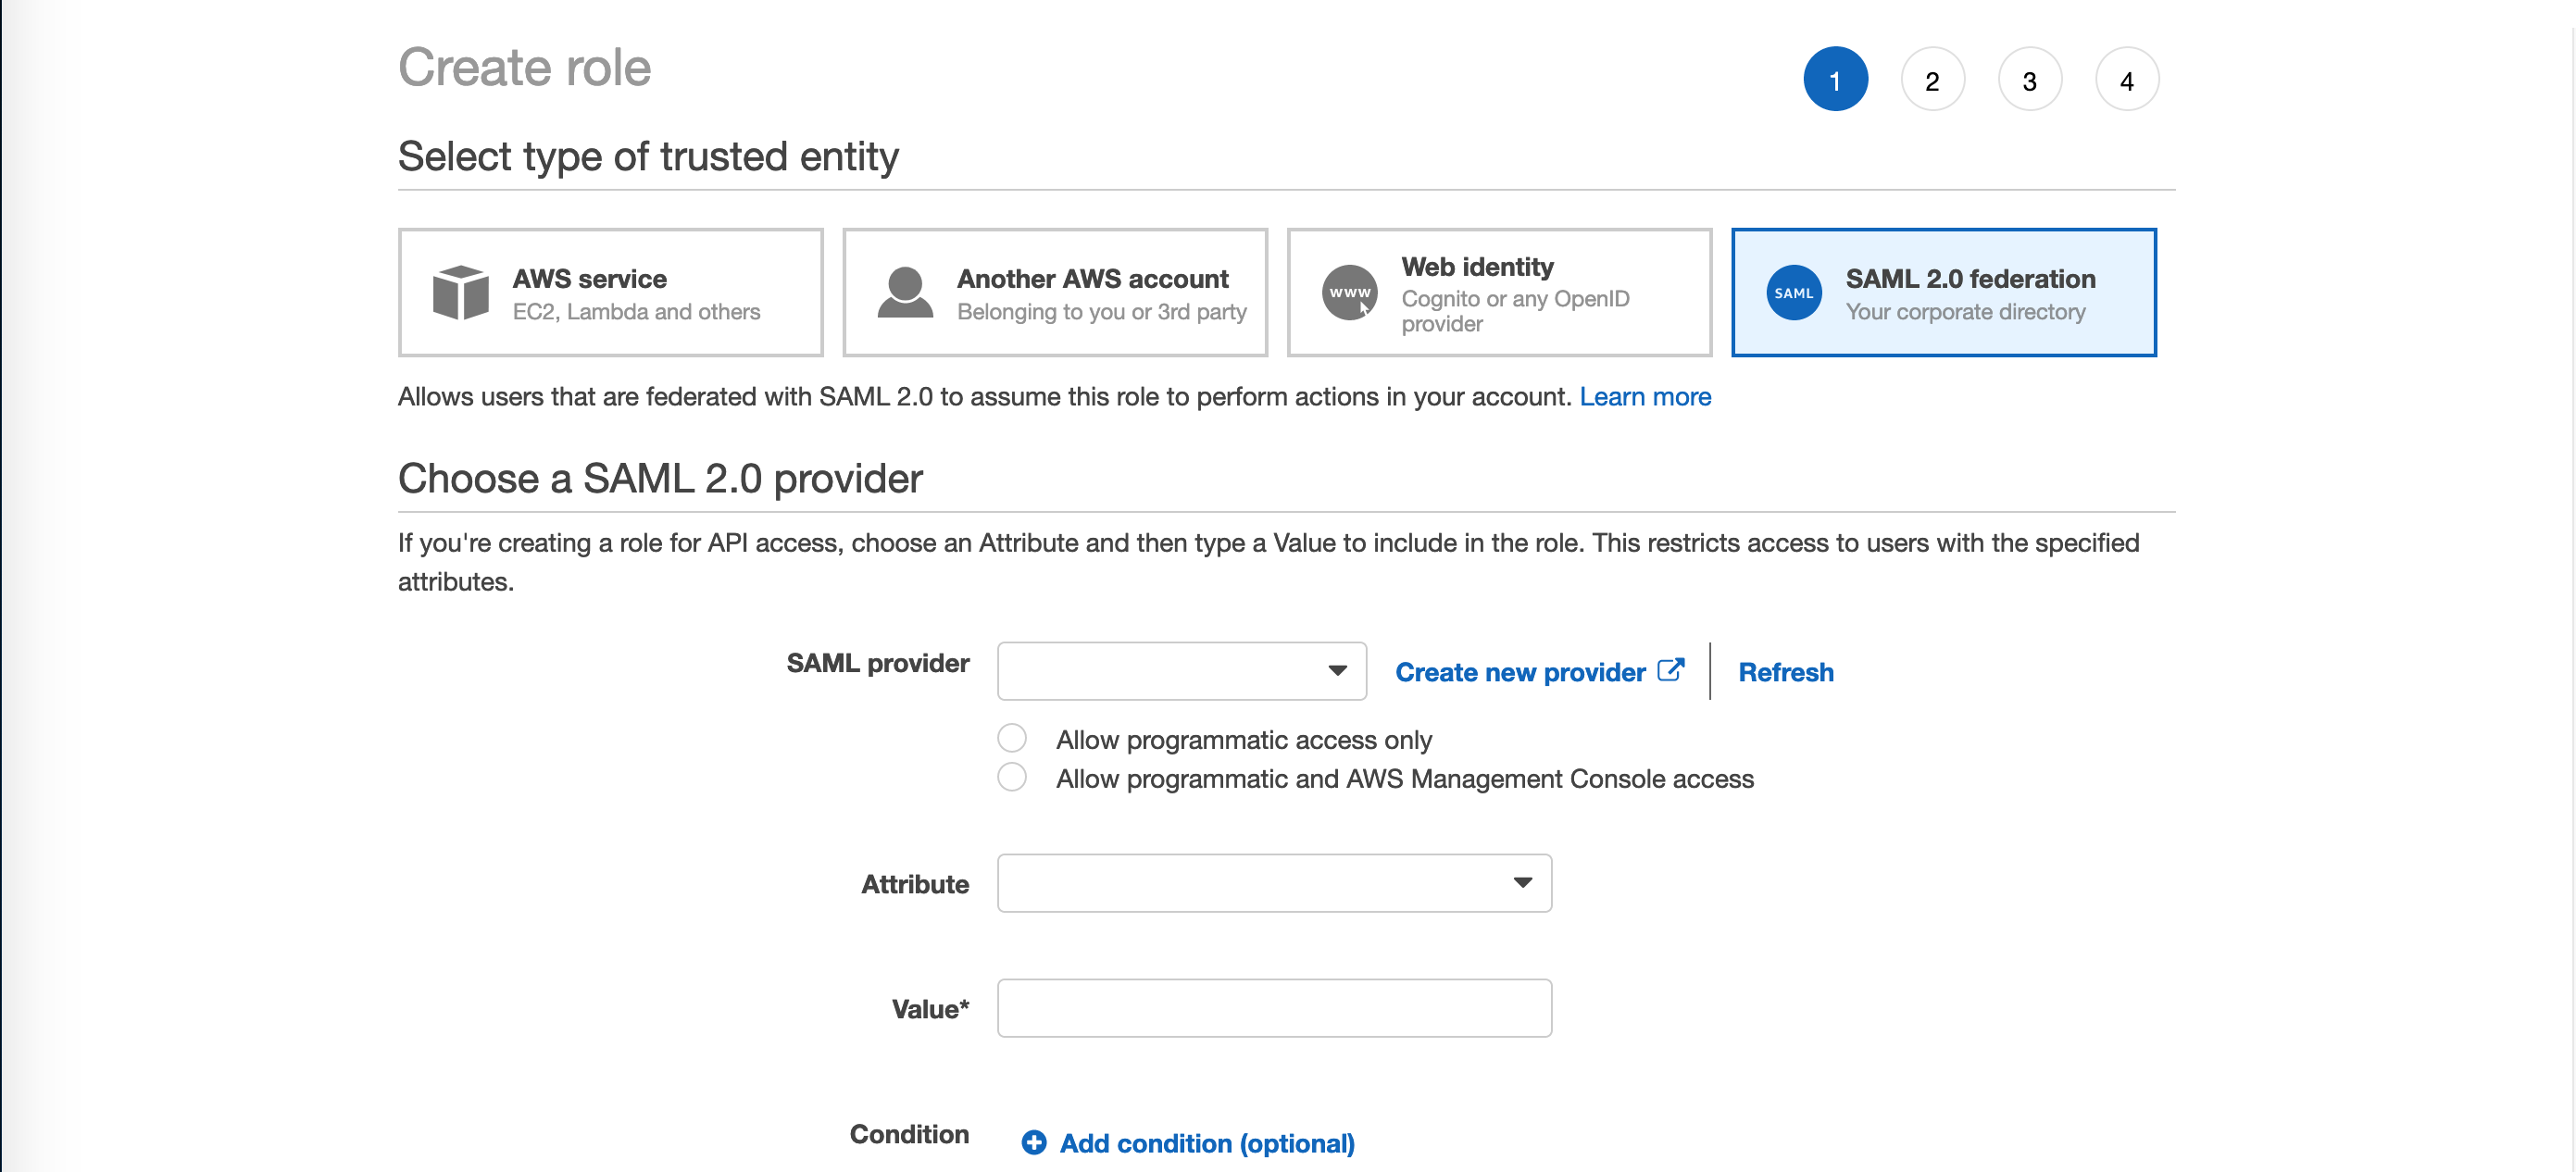 Create role
1 2 3 4
Select type of trusted entity
AWS service
EC2, Lambda and others
Another AWS account
Belonging to you or 3rd party
www
Web identity
Cognito or any OpenID
provider
SAML
SAML 2.0 federation
Your corporate directory
Allows users that are federated with SAML 2.0 to assume this role to perform actions in your account. Learn more
Choose a SAML 2.0 provider
If you're creating a role for API access, choose an Attribute and then type a Value to include in the role. This restricts access to users with the specified
attributes.
SAML provider
Create new provider
Refresh
Allow programmatic access only
Allow programmatic and AWS Management Console access
Attribute
Value*
Condition
Add condition (optional)